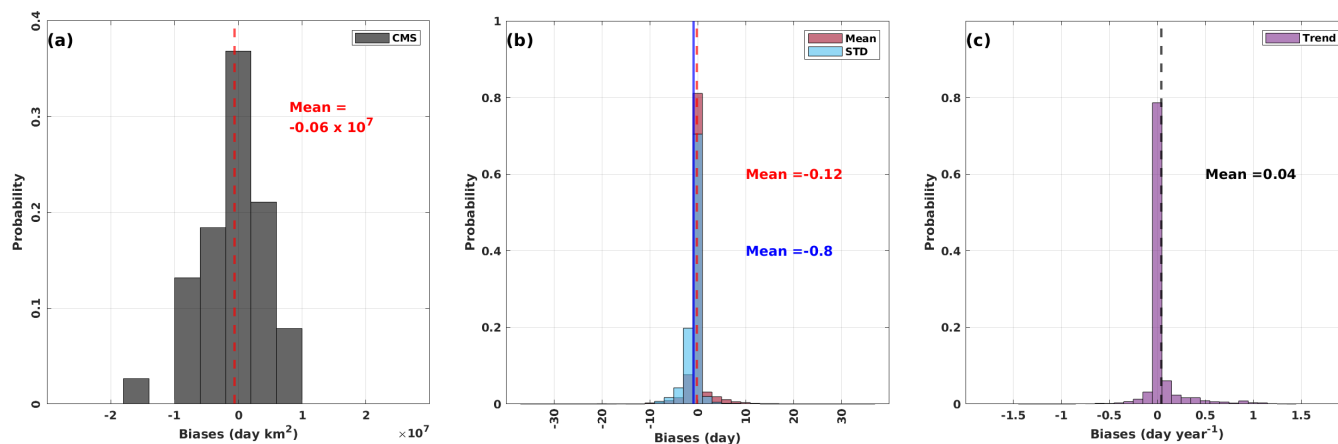 (a)
CMS
0.4
0.3
0.2
0.1
0
Probability
Mean =
-0.06 x 10^7
-2
-1
0
1
2
Biases (day km^2)
×10^7
(b)
Mean
STD
1
0.8
0.6
0.4
0.2
0
Probability
Mean =-0.12
Mean =-0.8
-30
-20
-10
0
10
20
30
Biases (day)
(c)
Trend
1
0.8
0.6
0.4
0.2
0
Probability
Mean =0.04
-1.5
-1
-0.5
0
0.5
1
1.5
Biases (day year^-1)